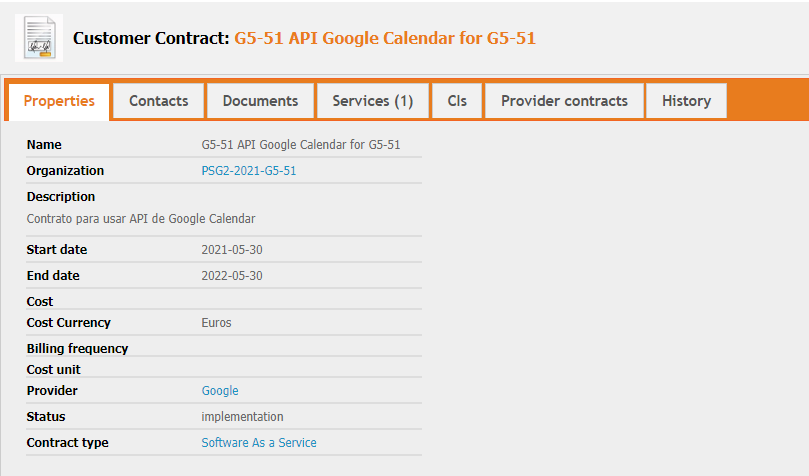 Customer Contract: G5-51 API Google Calendar for G5-51
Properties Contacts Documents Services (1) CIs Provider contracts History
Name G5-51 API Google Calendar for G5-51
Organization PSG2-2021-G5-51
Description
Contrato para usar API de Google Calendar
Start date 2021-05-30
End date 2022-05-30
Cost
Cost Currency Euros
Billing frequency
Cost unit
Provider Google
Status implementation
Contract type Software As a Service